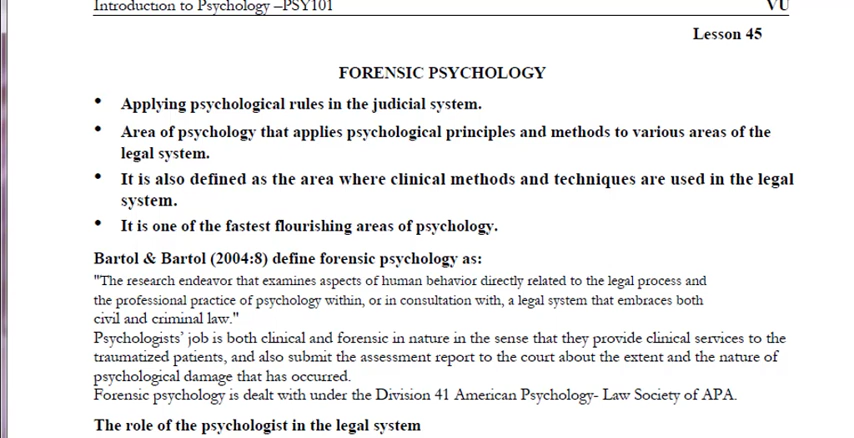 Introduction to Psychology –PSY101 VU
Lesson 45
FORENSIC PSYCHOLOGY
• Applying psychological rules in the judicial system.
• Area of psychology that applies psychological principles and methods to various areas of the
legal system.
• It is also defined as the area where clinical methods and techniques are used in the legal
system.
• It is one of the fastest flourishing areas of psychology.
Bartol & Bartol (2004:8) define forensic psychology as:
"The research endeavor that examines aspects of human behavior directly related to the legal process and
the professional practice of psychology within, or in consultation with, a legal system that embraces both
civil and criminal law."
Psychologists' job is both clinical and forensic in nature in the sense that they provide clinical services to the
traumatized patients, and also submit the assessment report to the court about the extent and the nature of
psychological damage that has occurred.
Forensic psychology is dealt with under the Division 41 American Psychology- Law Society of APA.
The role of the psychologist in the legal system